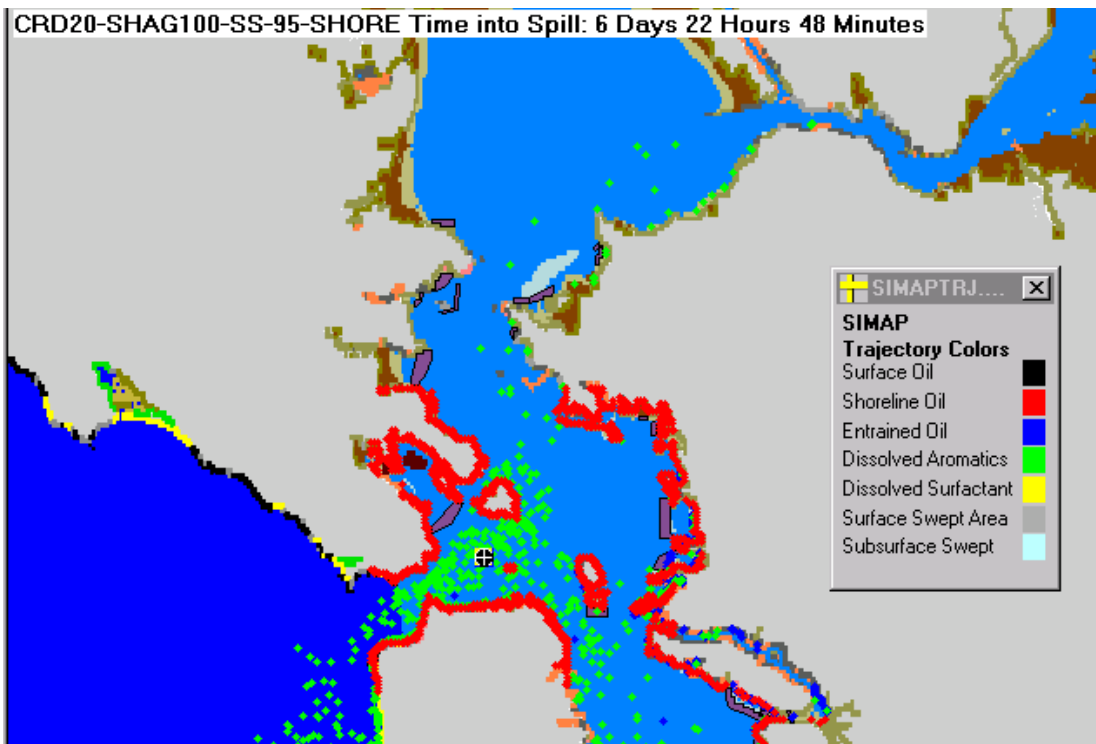 CRD20-SHAG100-SS-95-SHORE Time into Spill: 6 Days 22 Hours 48 Minutes
SIMAPTRJ....
SIMAP
Trajectory Colors
Surface Oil
Shoreline Oil
Entrained Oil
Dissolved Aromatics
Dissolved Surfactant
Surface Swept Area
Subsurface Swept